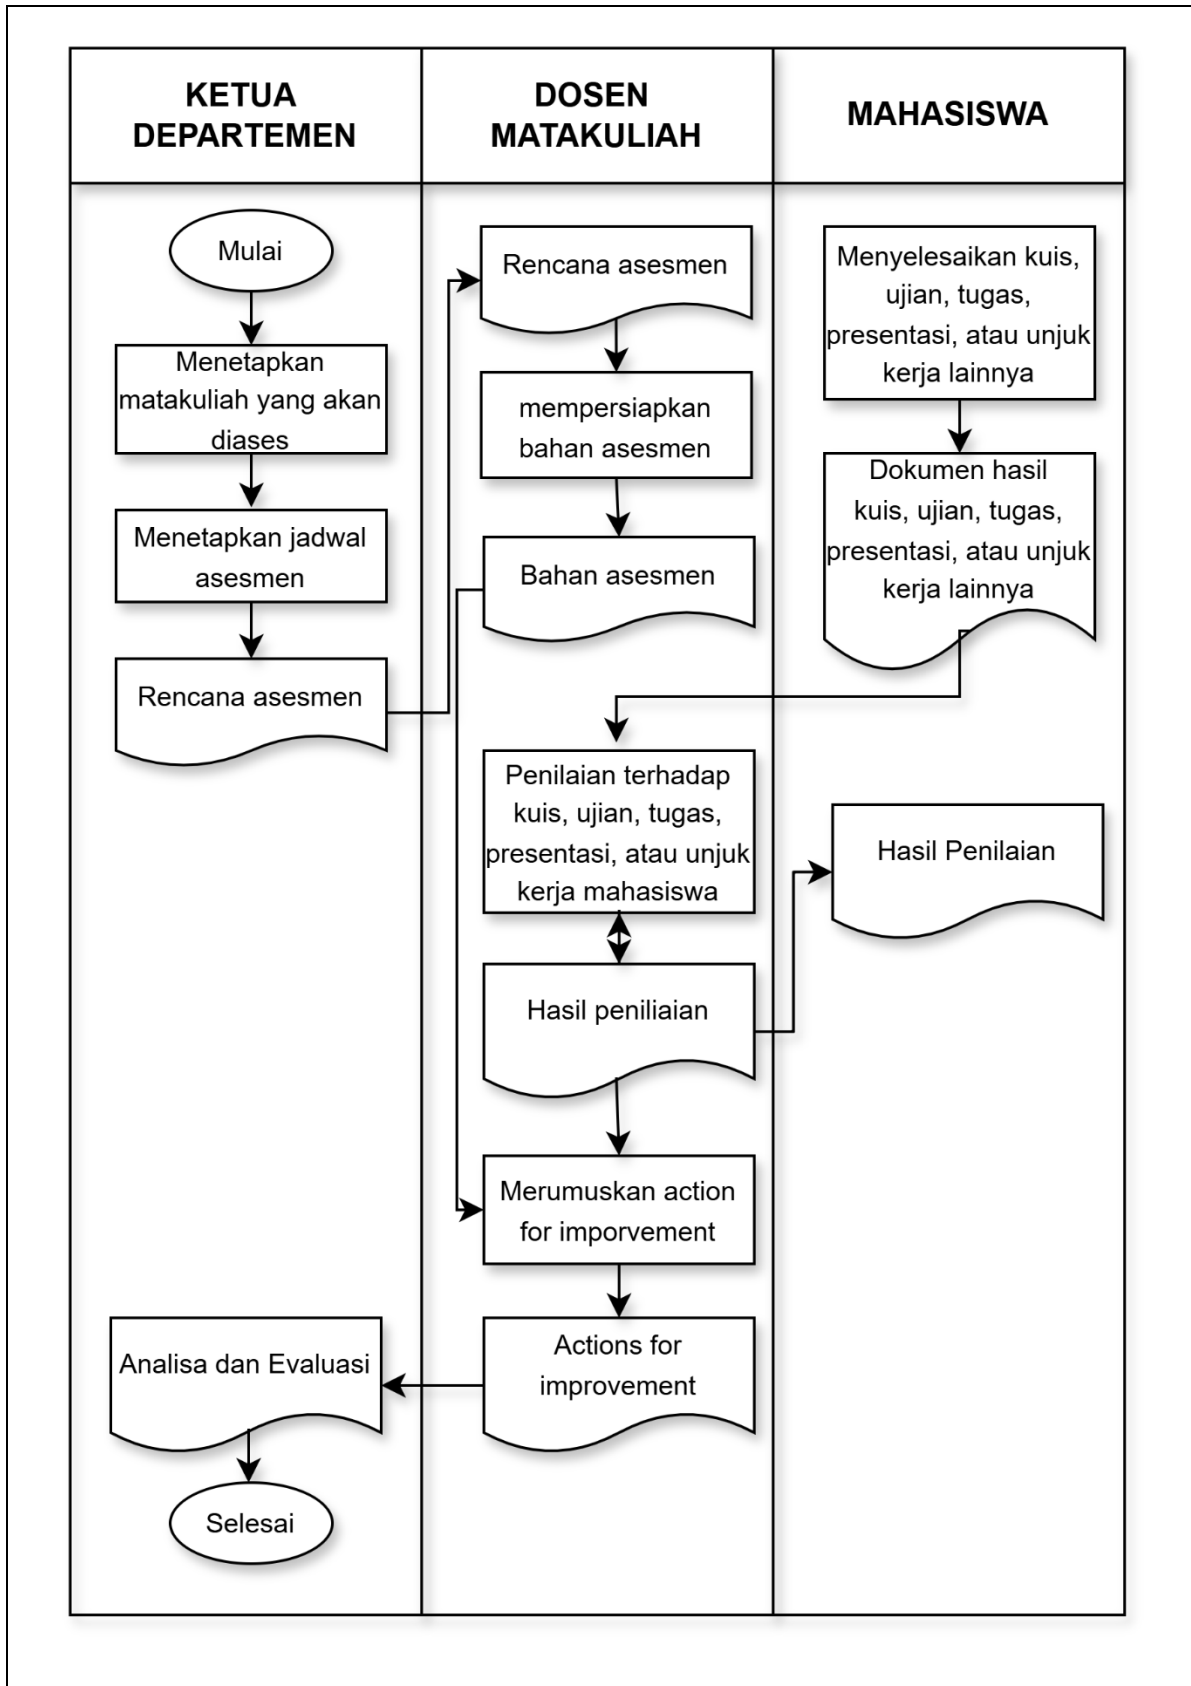 KETUA
DEPARTEMEN
DOSEN
MATAKULIAH
MAHASISWA
Mulai
Menetapkan
matakuliah yang akan
diases
Menetapkan jadwal
asesmen
Rencana asesmen
Analisa dan Evaluasi
Selesai
Rencana asesmen
mempersiapkan
bahan asesmen
Bahan asesmen
Penilaian terhadap
kuis, ujian, tugas,
presentasi, atau unjuk
kerja mahasiswa
Hasil peniliaian
Merumuskan action
for imporvement
Actions for
improvement
Menyelesaikan kuis,
ujian, tugas,
presentasi, atau unjuk
kerja lainnya
Dokumen hasil
kuis, ujian, tugas,
presentasi, atau unjuk
kerja lainnya
Hasil Penilaian